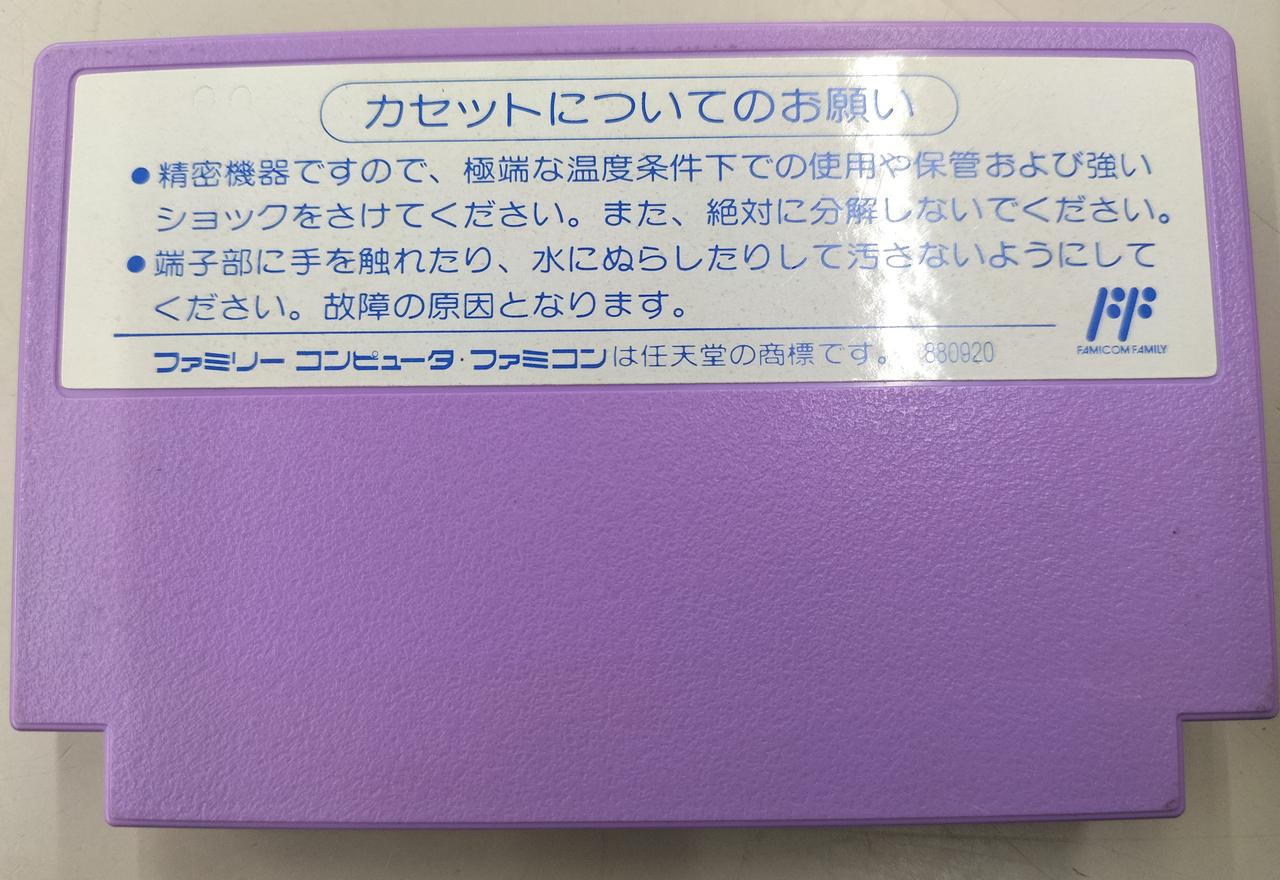 カセットについてのお願い
●精密機器ですので、極端な温度条件下での使用や保管および強い
ショックをさけてください。また、絶対に分解しないでください。
●端子部に手を触れたり、水にぬらしたりして汚さないようにして
ください。故障の原因となります。
FF
FAMICOM FAMILY
ファミリー コンピュータ・ファミコンは任天堂の商標です。 880920